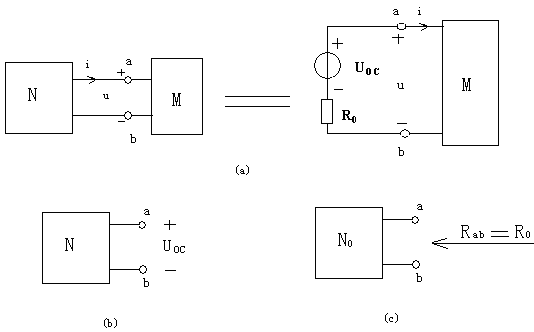 N
i
u
+
−
a
b
M
+
−
U_OC
R_0
a
+
i
u
−
b
M
(a)
N
a
+
U_OC
−
b
(b)
N_0
a
b
R_ab = R_0
(c)